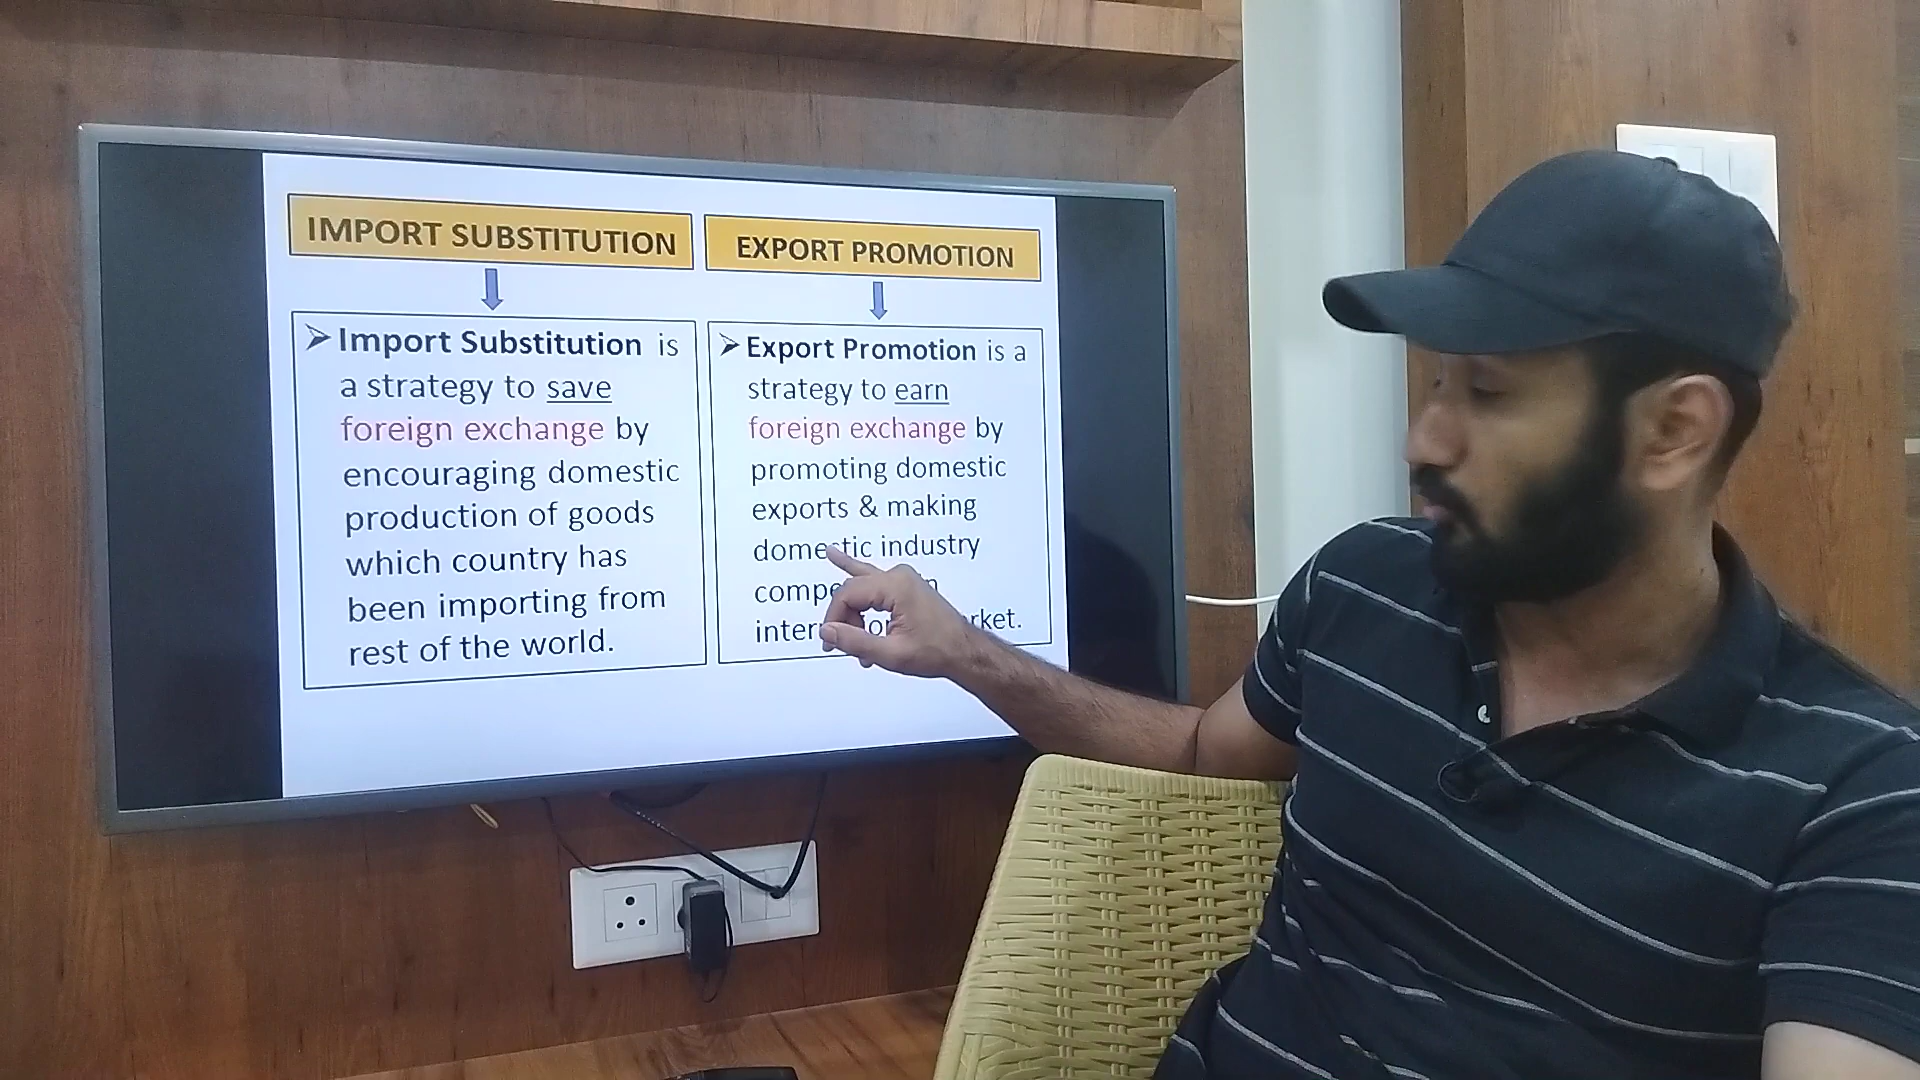 IMPORT SUBSTITUTION
➢ Import Substitution is
a strategy to save
foreign exchange by
encouraging domestic
production of goods
which country has
been importing from
rest of the world.
EXPORT PROMOTION
➢ Export Promotion is a
strategy to earn
foreign exchange by
promoting domestic
exports & making
domestic industry
market.